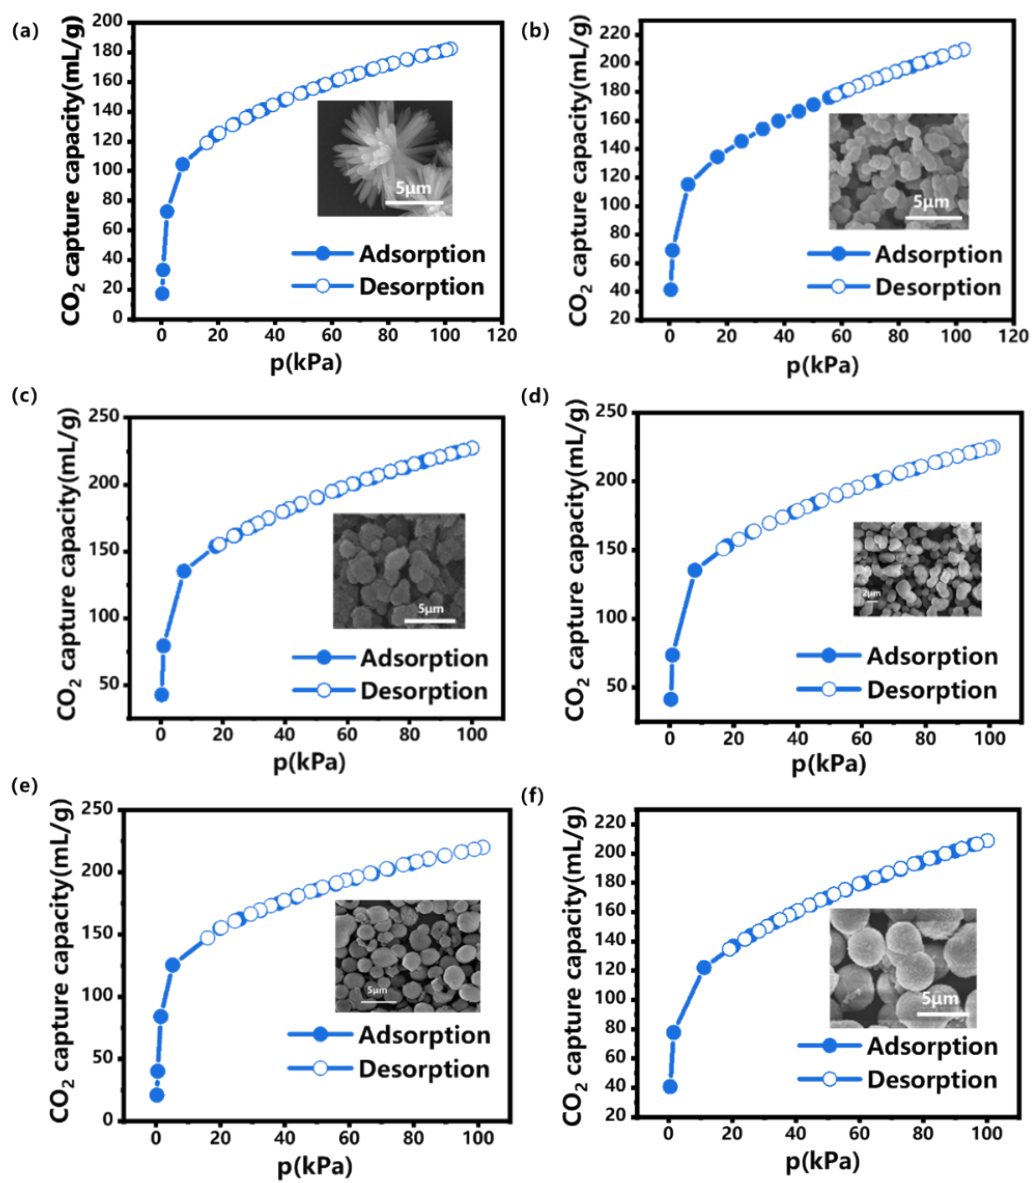 (a)
CO2 capture capacity(mL/g)
200
180
160
140
120
100
80
60
40
20
0
5μm
Adsorption
Desorption
0 20 40 60 80 100 120
p(kPa)
(b)
CO2 capture capacity(mL/g)
220
200
180
160
140
120
100
80
60
40
20
5μm
Adsorption
Desorption
0 20 40 60 80 100 120
p(kPa)
(c)
CO2 capture capacity(mL/g)
250
200
150
100
50
5μm
Adsorption
Desorption
0 20 40 60 80 100
p(kPa)
(d)
CO2 capture capacity(mL/g)
250
200
150
100
50
Adsorption
Desorption
0 20 40 60 80 100
p(kPa)
(e)
CO2 capture capacity(mL/g)
250
200
150
100
50
0
5μm
Adsorption
Desorption
0 20 40 60 80 100
p(kPa)
(f)
CO2 capture capacity(mL/g)
220
200
180
160
140
120
100
80
60
40
20
5μm
Adsorption
Desorption
0 20 40 60 80 100
p(kPa)